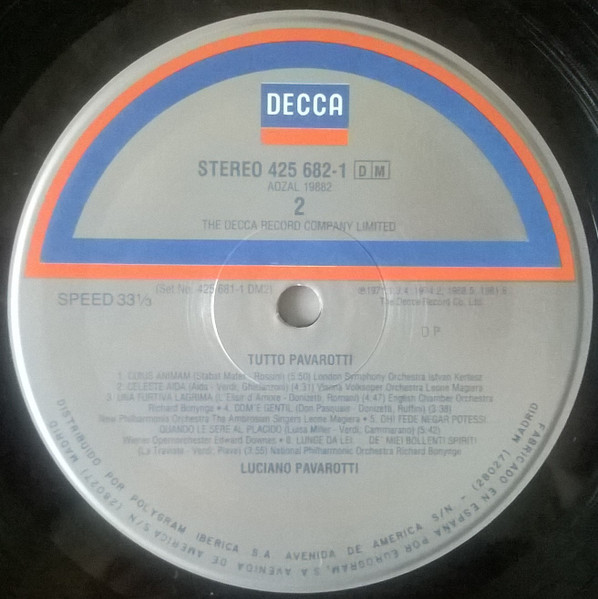 DECCA
STEREO 425 682-1 DM
AOZAL 19882
2
THE DECCA RECORD COMPANY LIMITED
SPEED 33⅓
(Set No. 425 681-1 DM2)
The Decca Record Co. Ltd.
TUTTO PAVAROTTI
1. CUJUS ANIMAM (Stabat Mater - Rossini) (5.50) London Symphony Orchestra Istvan Kertesz
2. CELESTE AIDA (Aida - Verdi, Ghislanzoni) (4.31) Vienna Volksoper Orchestra Leone Magiera
3. UNA FURTIVA LAGRIMA (L'Elisir d'Amore - Donizetti, Romani) (4.47) English Chamber Orchestra
Richard Bonynge • 4. COM'E GENTIL (Don Pasquale - Donizetti, Ruffini) (3.38)
New Philharmonia Orchestra The Ambrosian Singers Leone Magiera • 5. OH! FEDE NEGAR POTESSI...
QUANDO LE SERE AL PLACIDO (Luisa Miller - Verdi, Cammarano) (5.42)
Wiener Opernorchester Edward Downes • 6. LUNGE DA LEI... DE' MIEI BOLLENTI SPIRITI
(La Traviata - Verdi, Piave) (3.55) National Philharmonic Orchestra Richard Bonynge
LUCIANO PAVAROTTI
FABRICADO EN ESPAÑA POR EUROGRAM, S.A. AVENIDA DE AMERICA S/N. (28027) MADRID
DISTRIBUIDO POR POLYGRAM IBERICA S.A. AVENIDA DE AMERICA, S/N. - (28027) MADRID